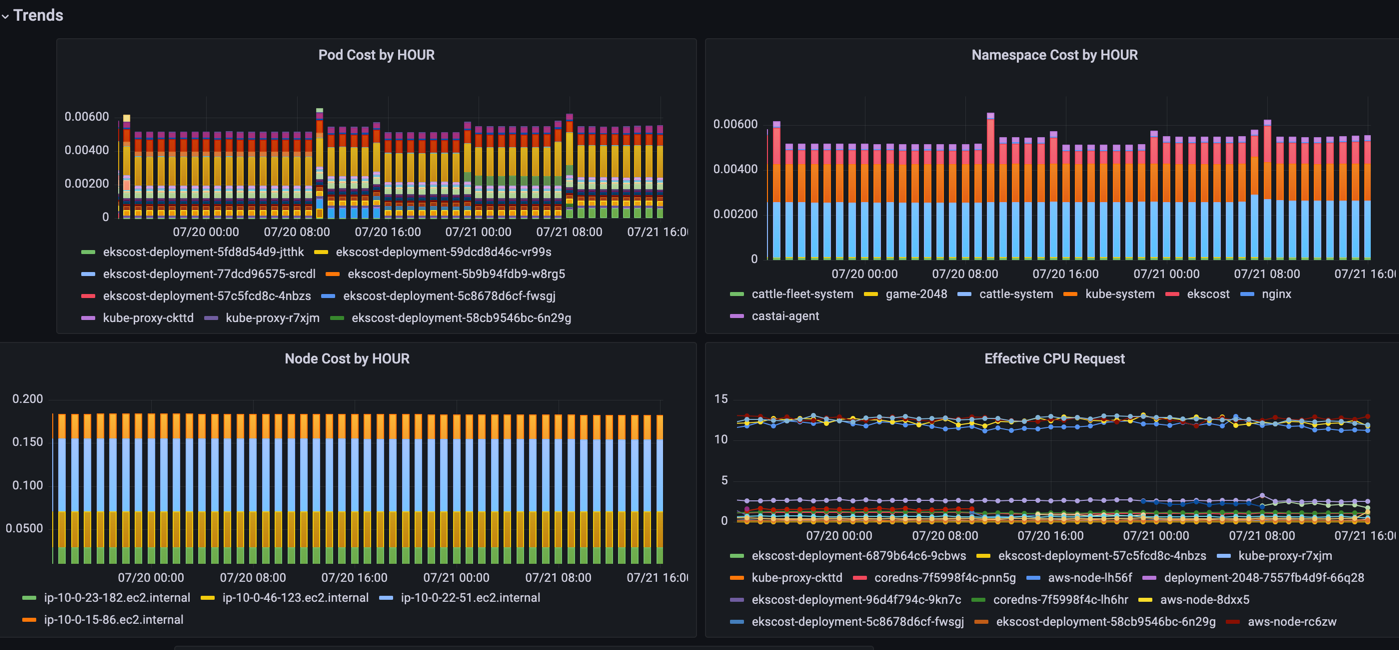 Trends
Pod Cost by HOUR
0.00600
0.00400
0.00200
0
07/20 00:00 07/20 08:00 07/20 16:00 07/21 00:00 07/21 08:00 07/21 16:0
ekscost-deployment-5fd8d54d9-jtthk ekscost-deployment-59dcd8d46c-vr99s
ekscost-deployment-77dcd96575-srcdl ekscost-deployment-5b9b94fdb9-w8rg5
ekscost-deployment-57c5fcd8c-4nbzs ekscost-deployment-5c8678d6cf-fwsgj
kube-proxy-ckttd kube-proxy-r7xjm ekscost-deployment-58cb9546bc-6n29g
Namespace Cost by HOUR
0.00600
0.00400
0.00200
0
07/20 00:00 07/20 08:00 07/20 16:00 07/21 00:00 07/21 08:00 07/21 16:0
cattle-fleet-system game-2048 cattle-system kube-system ekscost nginx
castai-agent
Node Cost by HOUR
0.200
0.150
0.100
0.0500
07/20 00:00 07/20 08:00 07/20 16:00 07/21 00:00 07/21 08:00 07/21 16:0
ip-10-0-23-182.ec2.internal ip-10-0-46-123.ec2.internal ip-10-0-22-51.ec2.internal
ip-10-0-15-86.ec2.internal
Effective CPU Request
15
10
5
0
07/20 00:00 07/20 08:00 07/20 16:00 07/21 00:00 07/21 08:00 07/21 16:0
ekscost-deployment-6879b64c6-9cbws ekscost-deployment-57c5fcd8c-4nbzs kube-proxy-r7xjm
kube-proxy-ckttd coredns-7f5998f4c-pnn5g aws-node-lh56f deployment-2048-7557fb4d9f-66q28
ekscost-deployment-96d4f794c-9kn7c coredns-7f5998f4c-lh6hr aws-node-8dxx5
ekscost-deployment-5c8678d6cf-fwsgj ekscost-deployment-58cb9546bc-6n29g aws-node-rc6zw